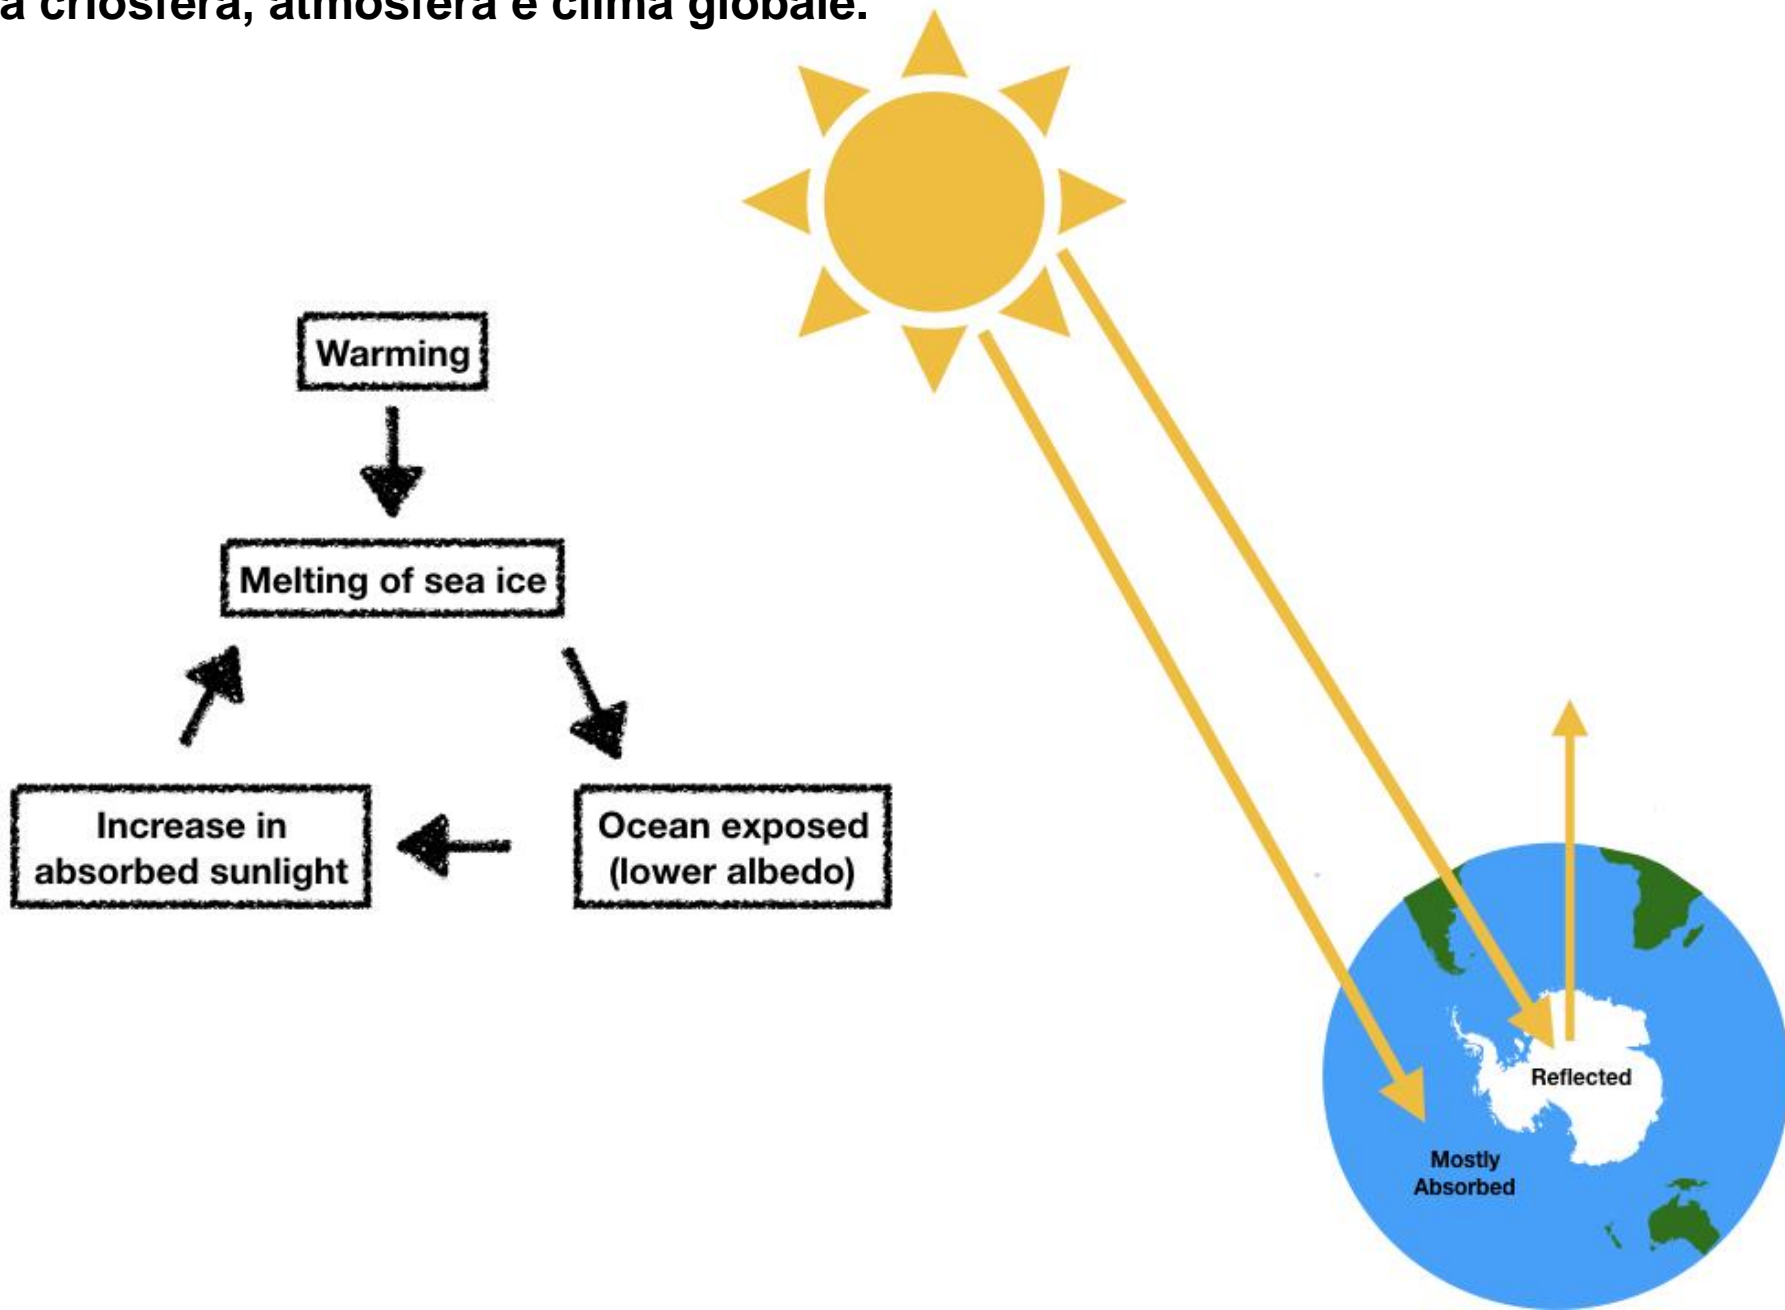 a criosfera, atmosfera e clima globale.
Warming
Melting of sea ice
Increase in
absorbed sunlight
Ocean exposed
(lower albedo)
Reflected
Mostly
Absorbed